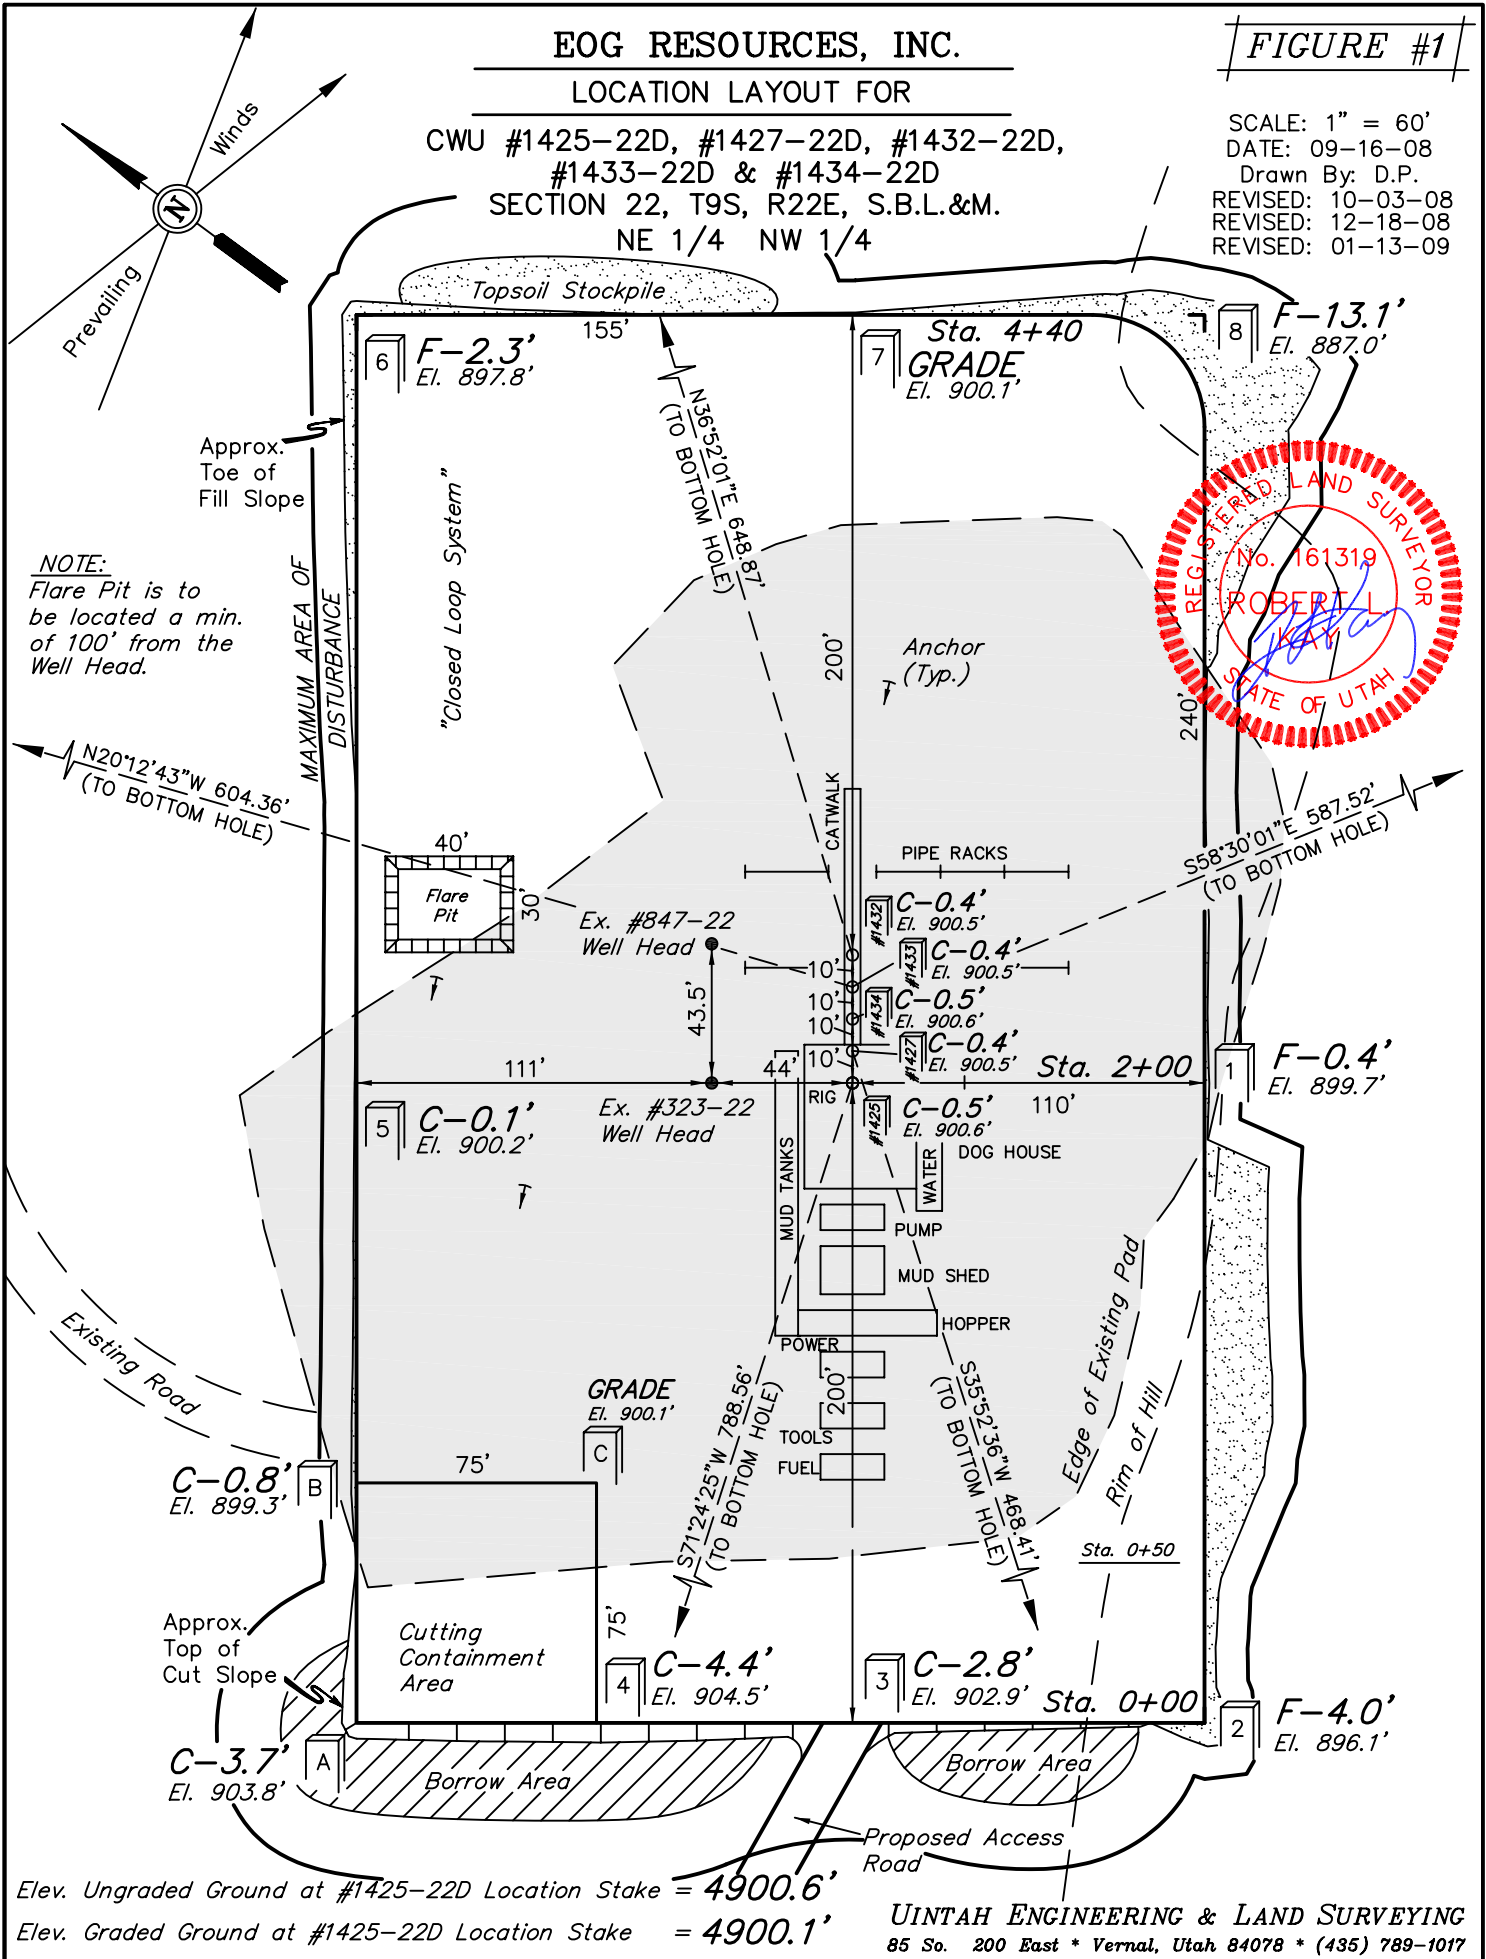 EOG RESOURCES, INC.
LOCATION LAYOUT FOR
CWU #1425-22D, #1427-22D, #1432-22D,
#1433-22D & #1434-22D
SECTION 22, T9S, R22E, S.B.L.&M.
NE 1/4 NW 1/4
FIGURE #1
SCALE: 1" = 60'
DATE: 09-16-08
Drawn By: D.P.
REVISED: 10-03-08
REVISED: 12-18-08
REVISED: 01-13-09
Winds
N
Prevailing
Topsoil Stockpile
155'
6
F-2.3'
El. 897.8'
7
Sta. 4+40
GRADE
El. 900.1'
8
F-13.1'
El. 887.0'
Approx.
Toe of
Fill Slope
"Closed Loop System"
N36°52'01"E 648.87'
(TO BOTTOM HOLE)
REGISTERED LAND SURVEYOR
No. 161319
ROBERT L.
KAY
STATE OF UTAH
NOTE:
Flare Pit is to
be located a min.
of 100' from the
Well Head.
MAXIMUM AREA OF
DISTURBANCE
200'
Anchor
(Typ.)
240'
N20°12'43"W 604.36'
(TO BOTTOM HOLE)
CATWALK
PIPE RACKS
S58°30'01"E 587.52'
(TO BOTTOM HOLE)
40'
Flare
Pit
30'
Ex. #847-22
Well Head
#1432
C-0.4'
El. 900.5'
#1433
C-0.4'
El. 900.5'
10'
10'
10'
10'
#1434
C-0.5'
El. 900.6'
#1427
C-0.4'
El. 900.5'
43.5'
111'
44'
Sta. 2+00
110'
1
F-0.4'
El. 899.7'
RIG
5
C-0.1'
El. 900.2'
Ex. #323-22
Well Head
#1425
C-0.5'
El. 900.6'
DOG HOUSE
WATER
MUD TANKS
PUMP
MUD SHED
HOPPER
POWER
200'
TOOLS
FUEL
Existing Road
Edge of Existing Pad
Rim of Hill
GRADE
El. 900.1'
C
S71°24'25"W 788.56'
(TO BOTTOM HOLE)
S35°52'36"W 468.41'
(TO BOTTOM HOLE)
75'
C-0.8'
El. 899.3'
B
Sta. 0+50
Approx.
Top of
Cut Slope
Cutting
Containment
Area
75'
4
C-4.4'
El. 904.5'
3
C-2.8'
El. 902.9'
Sta. 0+00
2
F-4.0'
El. 896.1'
C-3.7'
El. 903.8'
A
Borrow Area
Borrow Area
Proposed Access
Road
Elev. Ungraded Ground at #1425-22D Location Stake = 4900.6'
Elev. Graded Ground at #1425-22D Location Stake = 4900.1'
UINTAH ENGINEERING & LAND SURVEYING
85 So. 200 East * Vernal, Utah 84078 * (435) 789-1017